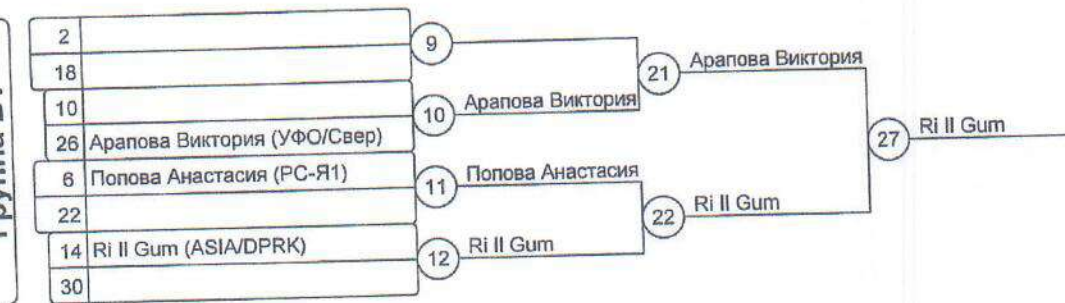 2
18
9
10
26 Арапова Виктория (УФО/Свер)
10 Арапова Виктория
21 Арапова Виктория
6 Попова Анастасия (РС-Я1)
22
11 Попова Анастасия
14 Ri Il Gum (ASIA/DPRK)
30
12 Ri Il Gum
22 Ri Il Gum
27 Ri Il Gum